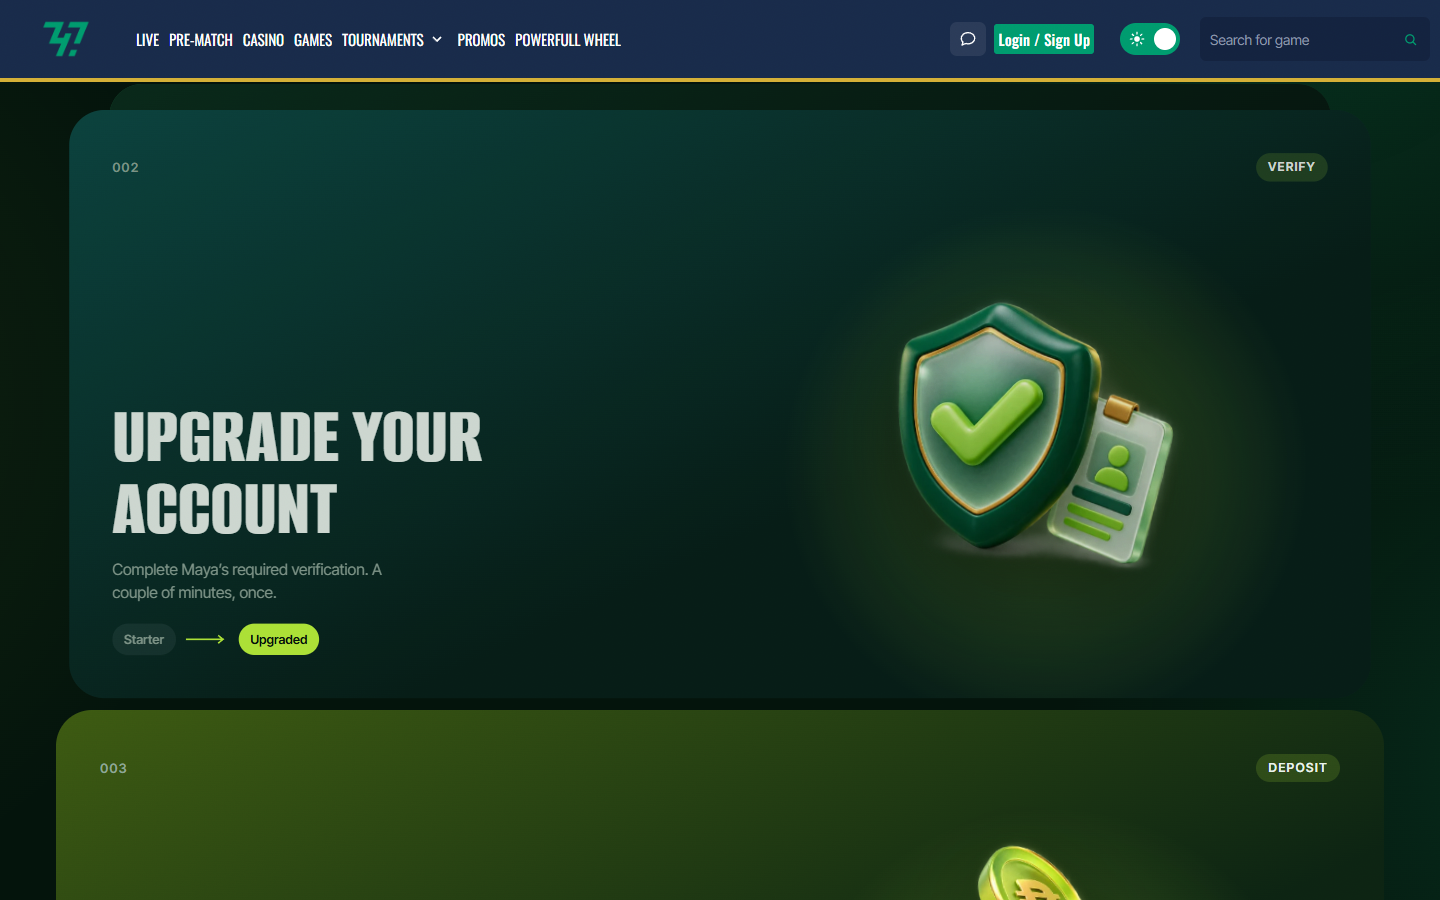 LIVE PRE-MATCH CASINO GAMES TOURNAMENTS PROMOS POWERFULL WHEEL Login / Sign Up Search for game
002 VERIFY
UPGRADE YOUR
ACCOUNT
Complete Maya's required verification. A
couple of minutes, once.
Starter Upgraded
003 DEPOSIT